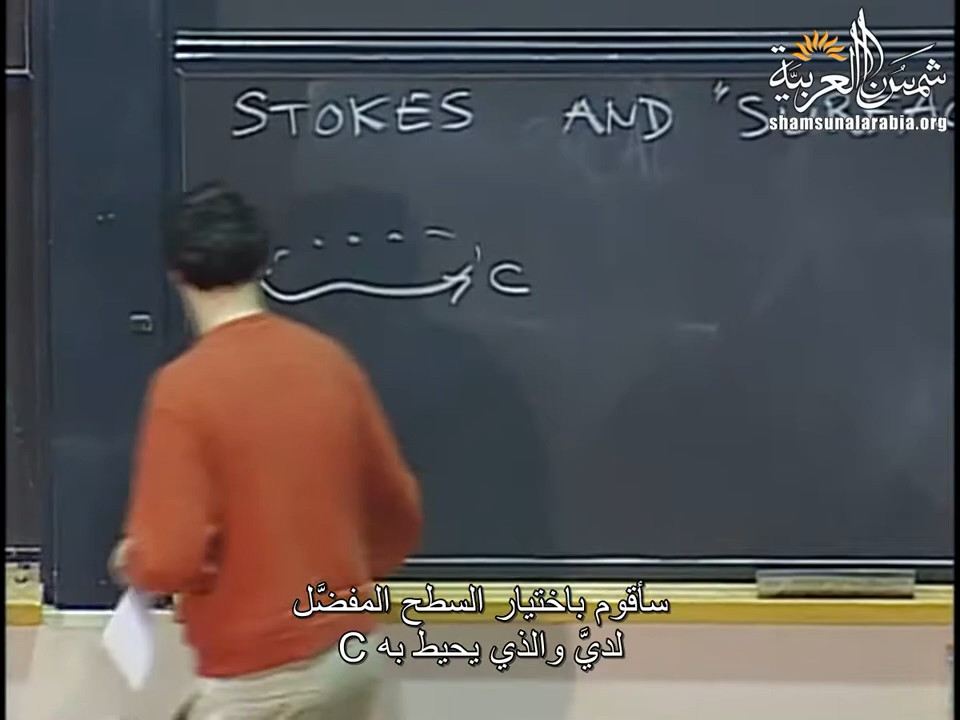 STOKES AND
C
شمس العربية
shamsunalarabia.org
سأقوم باختيار السطح المفضَّل
لديَّ والذي يحيط به C